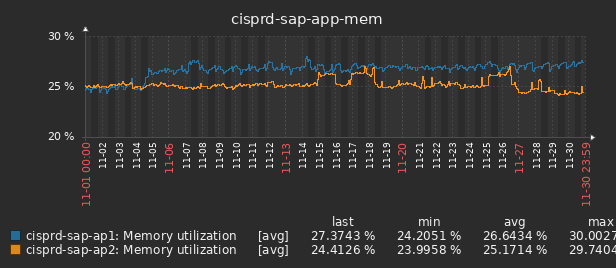 cisprd-sap-app-mem
30 %
25 %
20 %
11-01 00:00 11-02 11-03 11-04 11-05 11-06 11-07 11-08 11-09 11-10 11-11 11-12 11-13 11-14 11-15 11-16 11-17 11-18 11-19 11-20 11-21 11-22 11-23 11-24 11-25 11-26 11-27 11-28 11-29 11-30 11-30 23:59
last min avg max
cisprd-sap-ap1: Memory utilization [avg] 27.3743 % 24.2051 % 26.6434 % 30.0027
cisprd-sap-ap2: Memory utilization [avg] 24.4126 % 23.9958 % 25.1714 % 29.7404